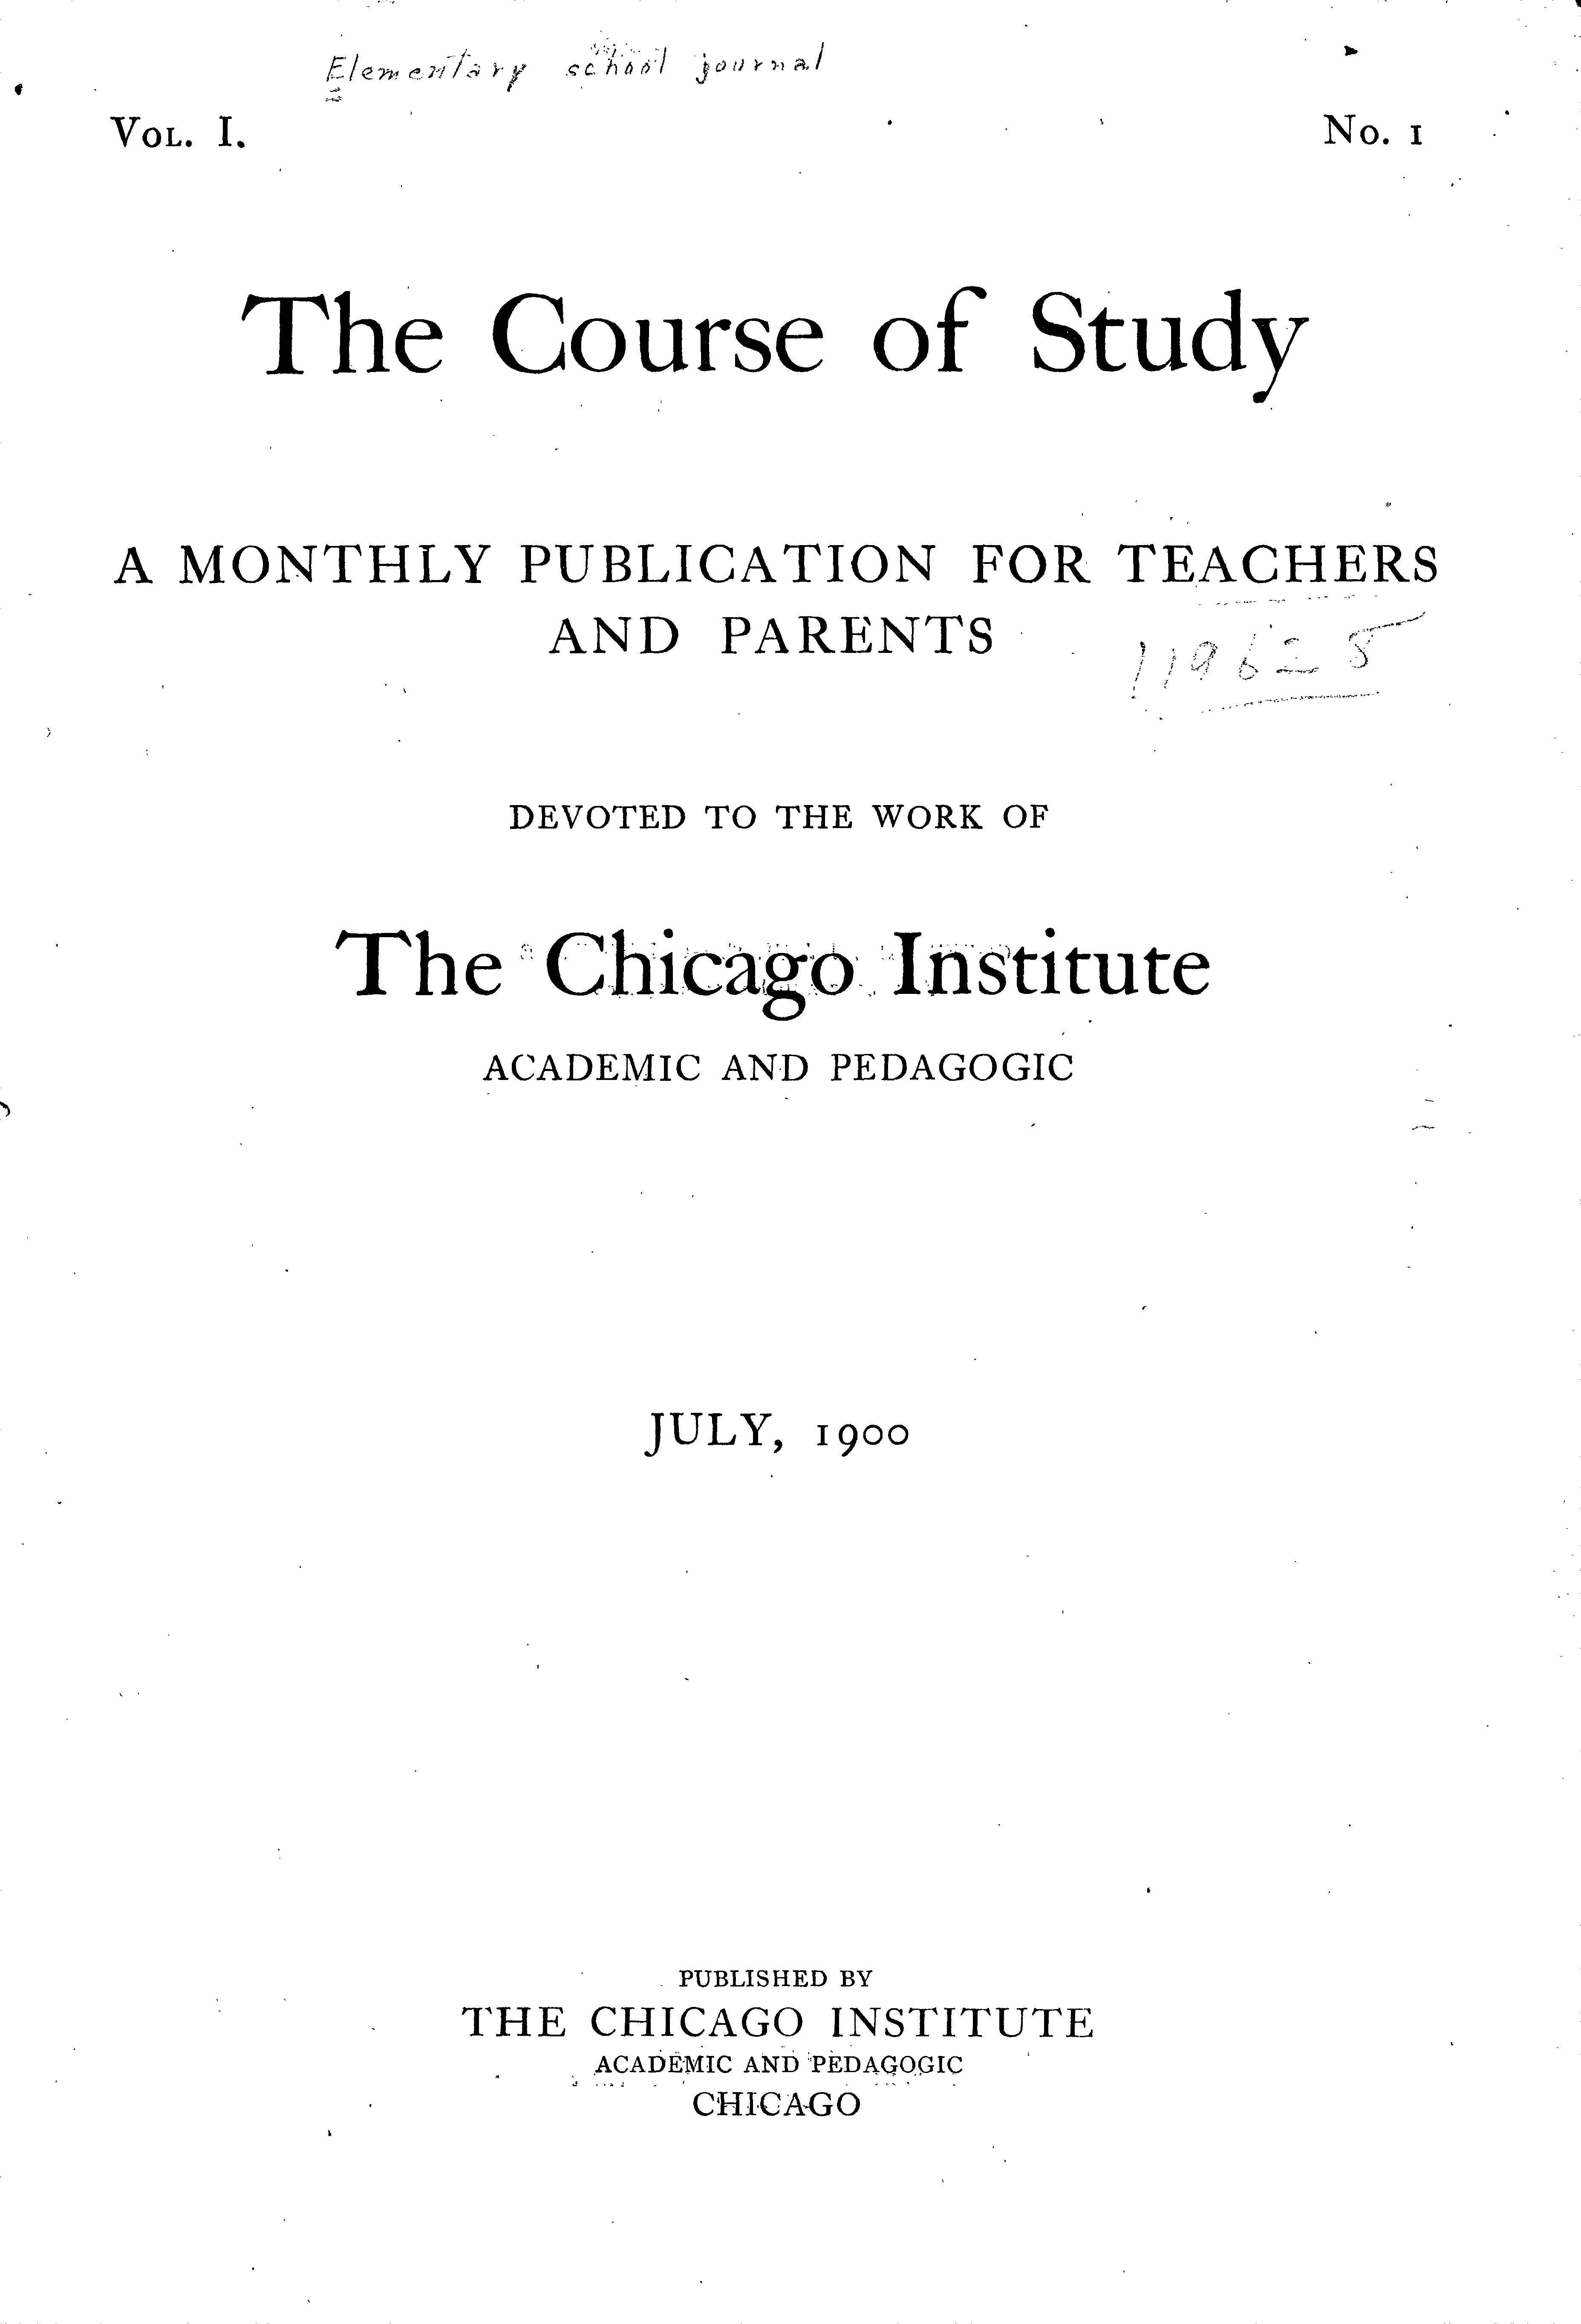 Elementary school journal
VOL. I.
No. 1
The Course of Study
A MONTHLY PUBLICATION FOR TEACHERS
AND PARENTS
119625
DEVOTED TO THE WORK OF
The Chicago Institute
ACADEMIC AND PEDAGOGIC
JULY, 1900
PUBLISHED BY
THE CHICAGO INSTITUTE
ACADEMIC AND PEDAGOGIC
CHICAGO